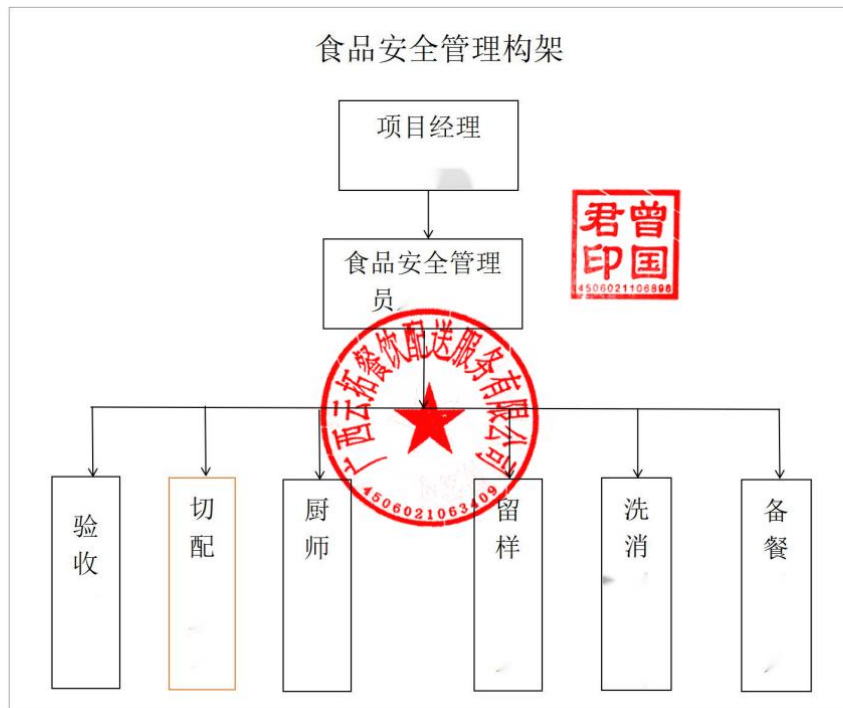 食品安全管理构架
项目经理
食品安全管理
员
曾国
君印
4506021106896
广西云拓餐饮配送服务有限公司
4506021063409
验收
切配
厨师
留样
洗消
备餐